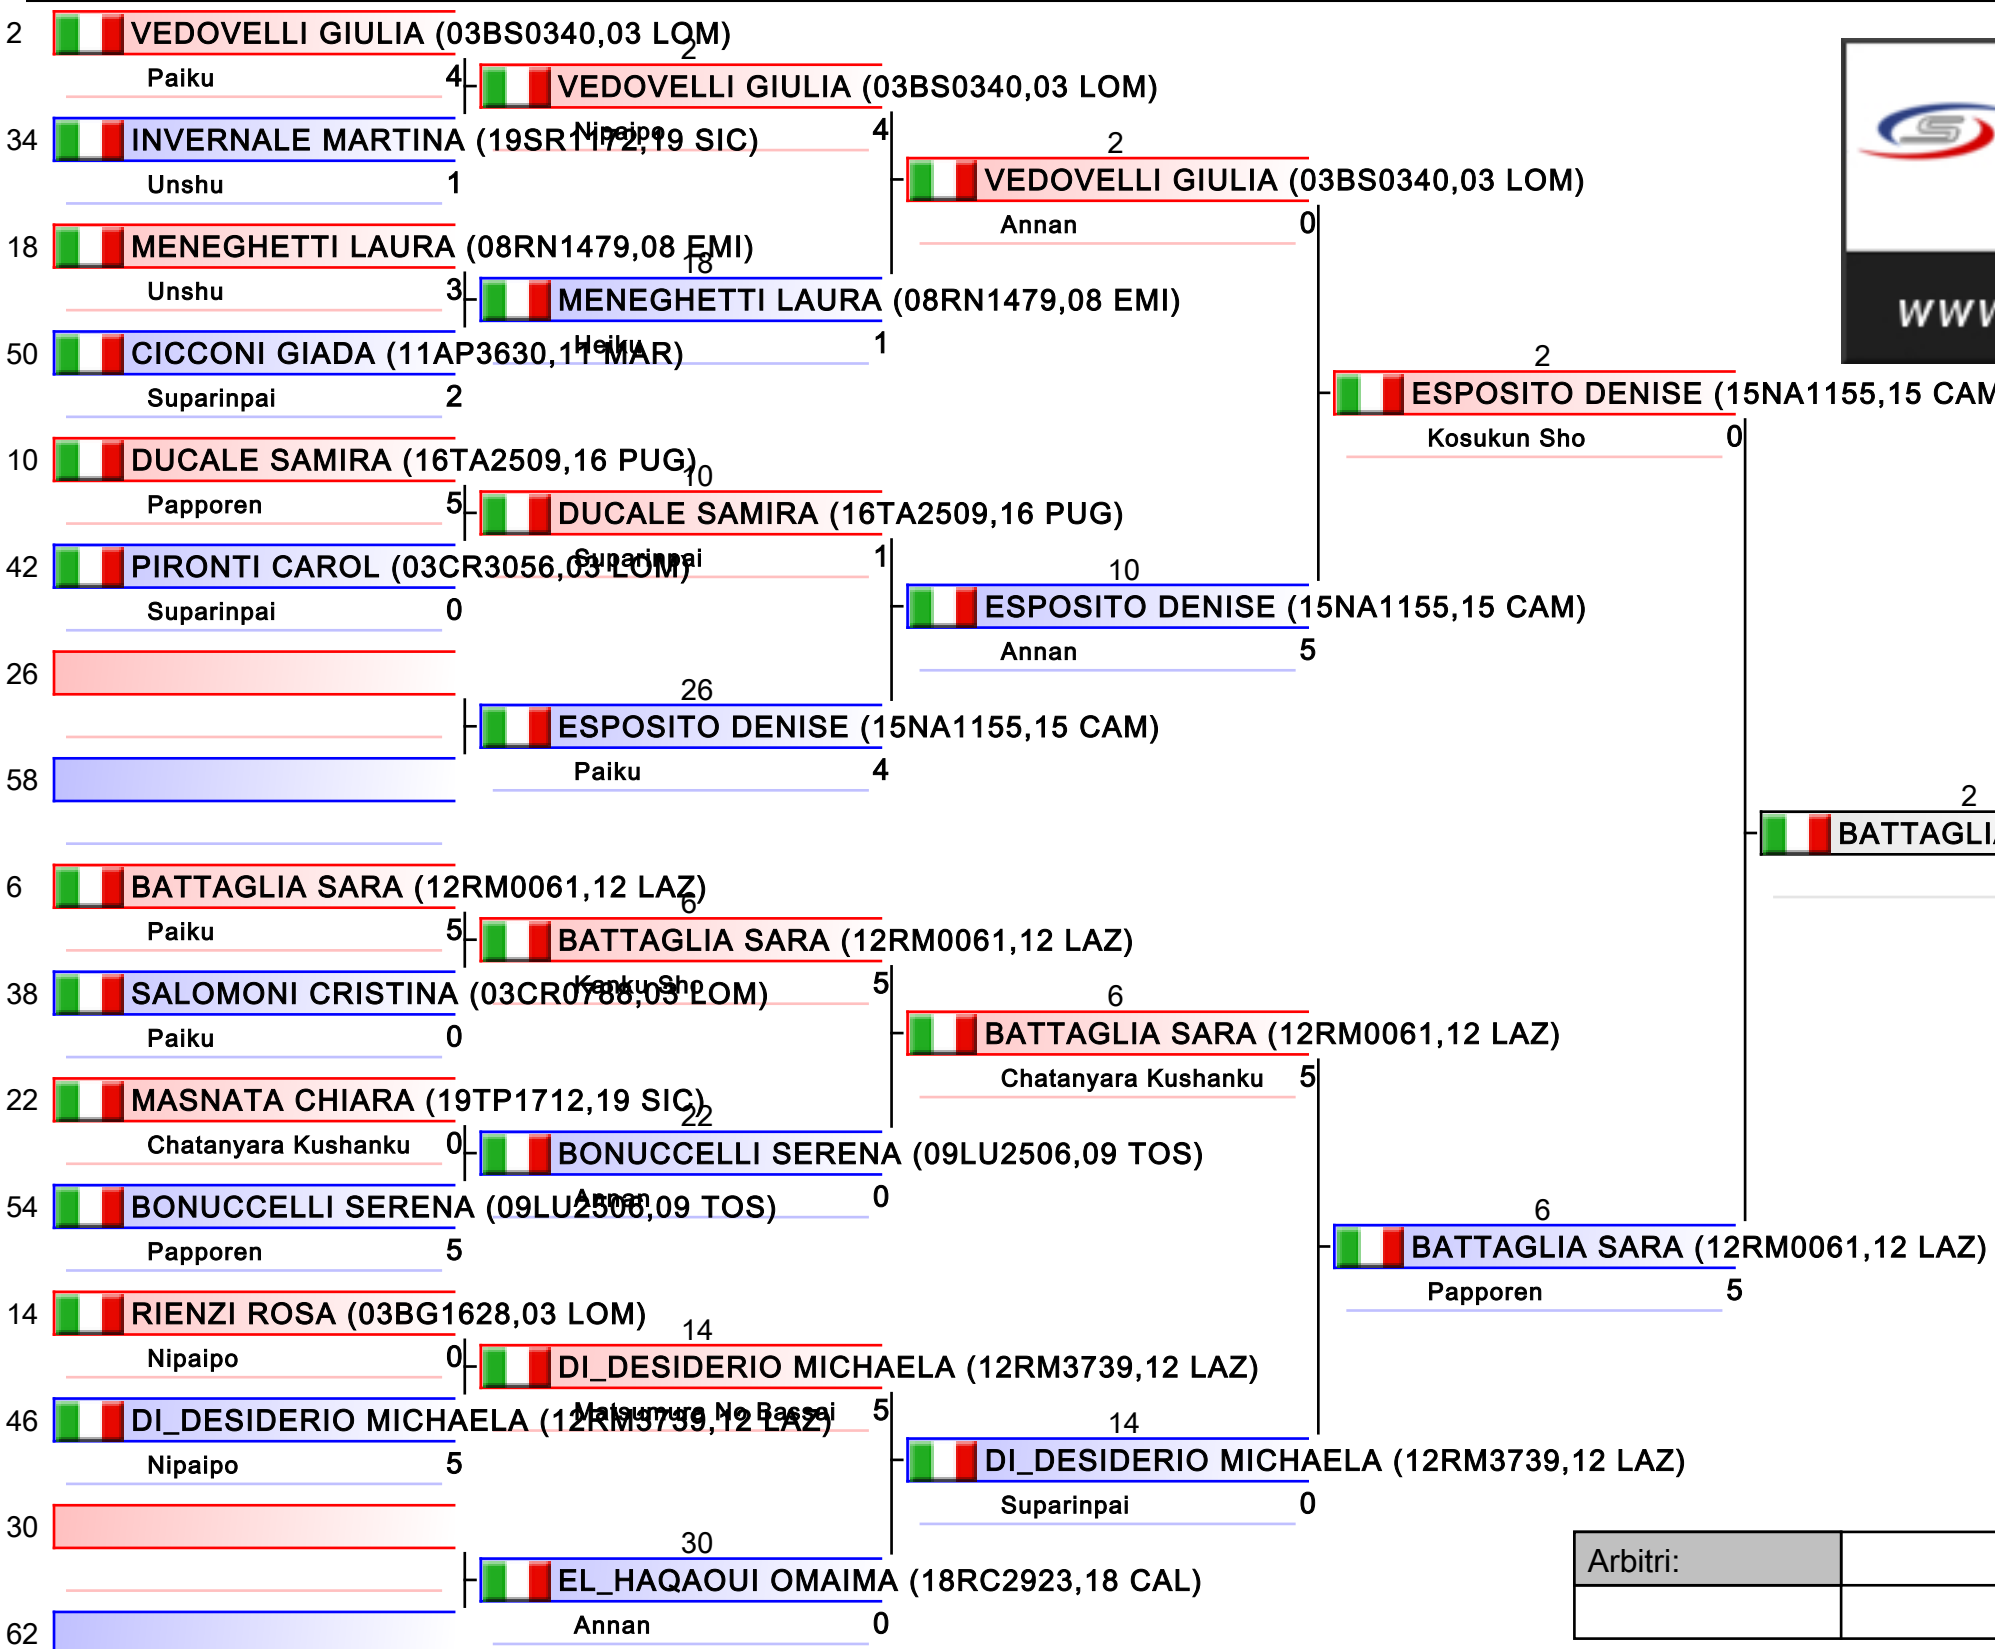 2 VEDOVELLI GIULIA (03BS0340,03 LOM)
Paiku 4
34 INVERNALE MARTINA (19SR1172,19 SIC)
Unshu 1
18 MENEGHETTI LAURA (08RN1479,08 EMI)
Unshu 3
50 CICCONI GIADA (11AP3630,11 MAR)
Suparinpai 2
10 DUCALE SAMIRA (16TA2509,16 PUG)
Papporen 5
42 PIRONTI CAROL (03CR3056,03 LOM)
Suparinpai 0
26
58
6 BATTAGLIA SARA (12RM0061,12 LAZ)
Paiku 5
38 SALOMONI CRISTINA (03CR0788,03 LOM)
Paiku 0
22 MASNATA CHIARA (19TP1712,19 SIC)
Chatanyara Kushanku 0
54 BONUCCELLI SERENA (09LU2506,09 TOS)
Papporen 5
14 RIENZI ROSA (03BG1628,03 LOM)
Nipaipo 0
46 DI_DESIDERIO MICHAELA (12RM3739,12 LAZ)
Nipaipo 5
30
62
2
VEDOVELLI GIULIA (03BS0340,03 LOM)
Nipaipo 4
18
MENEGHETTI LAURA (08RN1479,08 EMI)
Heiku 1
10
DUCALE SAMIRA (16TA2509,16 PUG)
Suparinpai 1
26
ESPOSITO DENISE (15NA1155,15 CAM)
Paiku 4
6
BATTAGLIA SARA (12RM0061,12 LAZ)
Kanku Sho 5
22
BONUCCELLI SERENA (09LU2506,09 TOS)
Annan 0
14
DI_DESIDERIO MICHAELA (12RM3739,12 LAZ)
Matsumura No Bassai 5
30
EL_HAQAOUI OMAIMA (18RC2923,18 CAL)
Annan 0
2
VEDOVELLI GIULIA (03BS0340,03 LOM)
Annan 0
10
ESPOSITO DENISE (15NA1155,15 CAM)
Annan 5
6
BATTAGLIA SARA (12RM0061,12 LAZ)
Chatanyara Kushanku 5
14
DI_DESIDERIO MICHAELA (12RM3739,12 LAZ)
Suparinpai 0
2
ESPOSITO DENISE (15NA1155,15 CAM
Kosukun Sho 0
6
BATTAGLIA SARA (12RM0061,12 LAZ)
Papporen 5
2
BATTAGLIA
S
www
Arbitri: